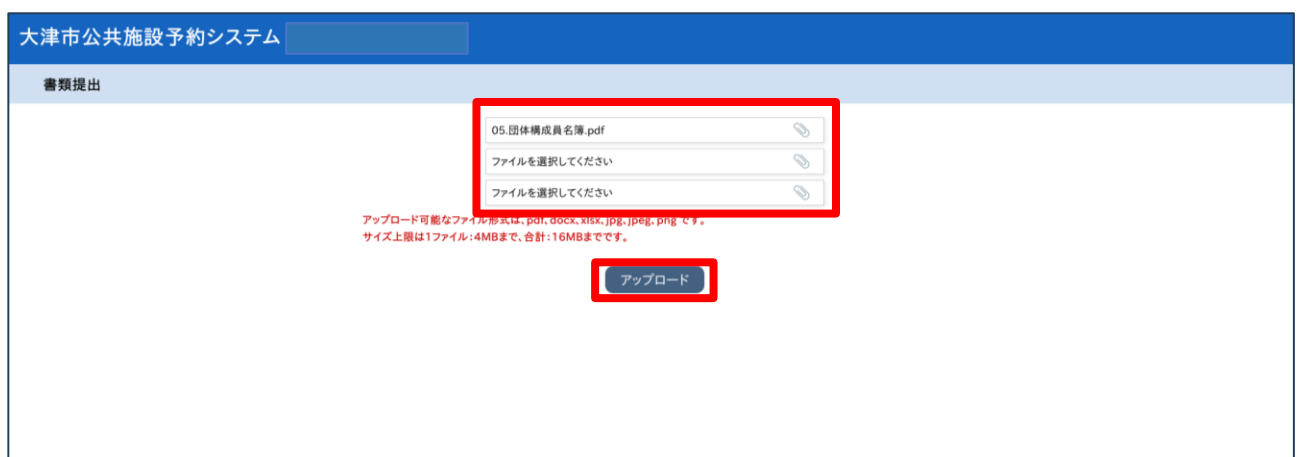 大津市公共施設予約システム
書類提出
05.団体構成員名簿.pdf
ファイルを選択してください
ファイルを選択してください
アップロード可能なファイル形式は、pdf、docx、xlsx、jpg、jpeg、png です。
サイズ上限は1ファイル:4MBまで、合計:16MBまでです。
アップロード